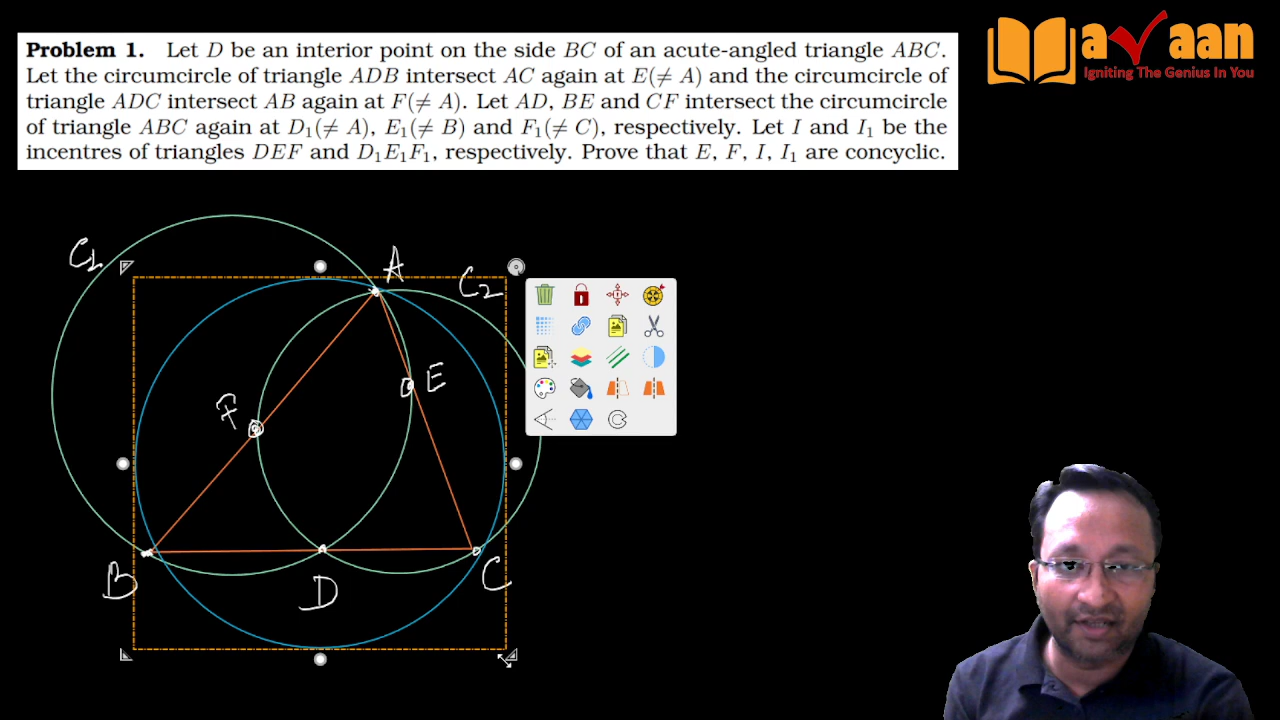 Problem 1. Let D be an interior point on the side BC of an acute-angled triangle ABC.
Let the circumcircle of triangle ADB intersect AC again at E(≠ A) and the circumcircle of
triangle ADC intersect AB again at F(≠ A). Let AD, BE and CF intersect the circumcircle
of triangle ABC again at D₁(≠ A), E₁(≠ B) and F₁(≠ C), respectively. Let I and I₁ be the
incentres of triangles DEF and D₁E₁F₁, respectively. Prove that E, F, I, I₁ are concyclic.
avaan
Igniting The Genius In You
C₁
A
C₂
E
F
B
D
C